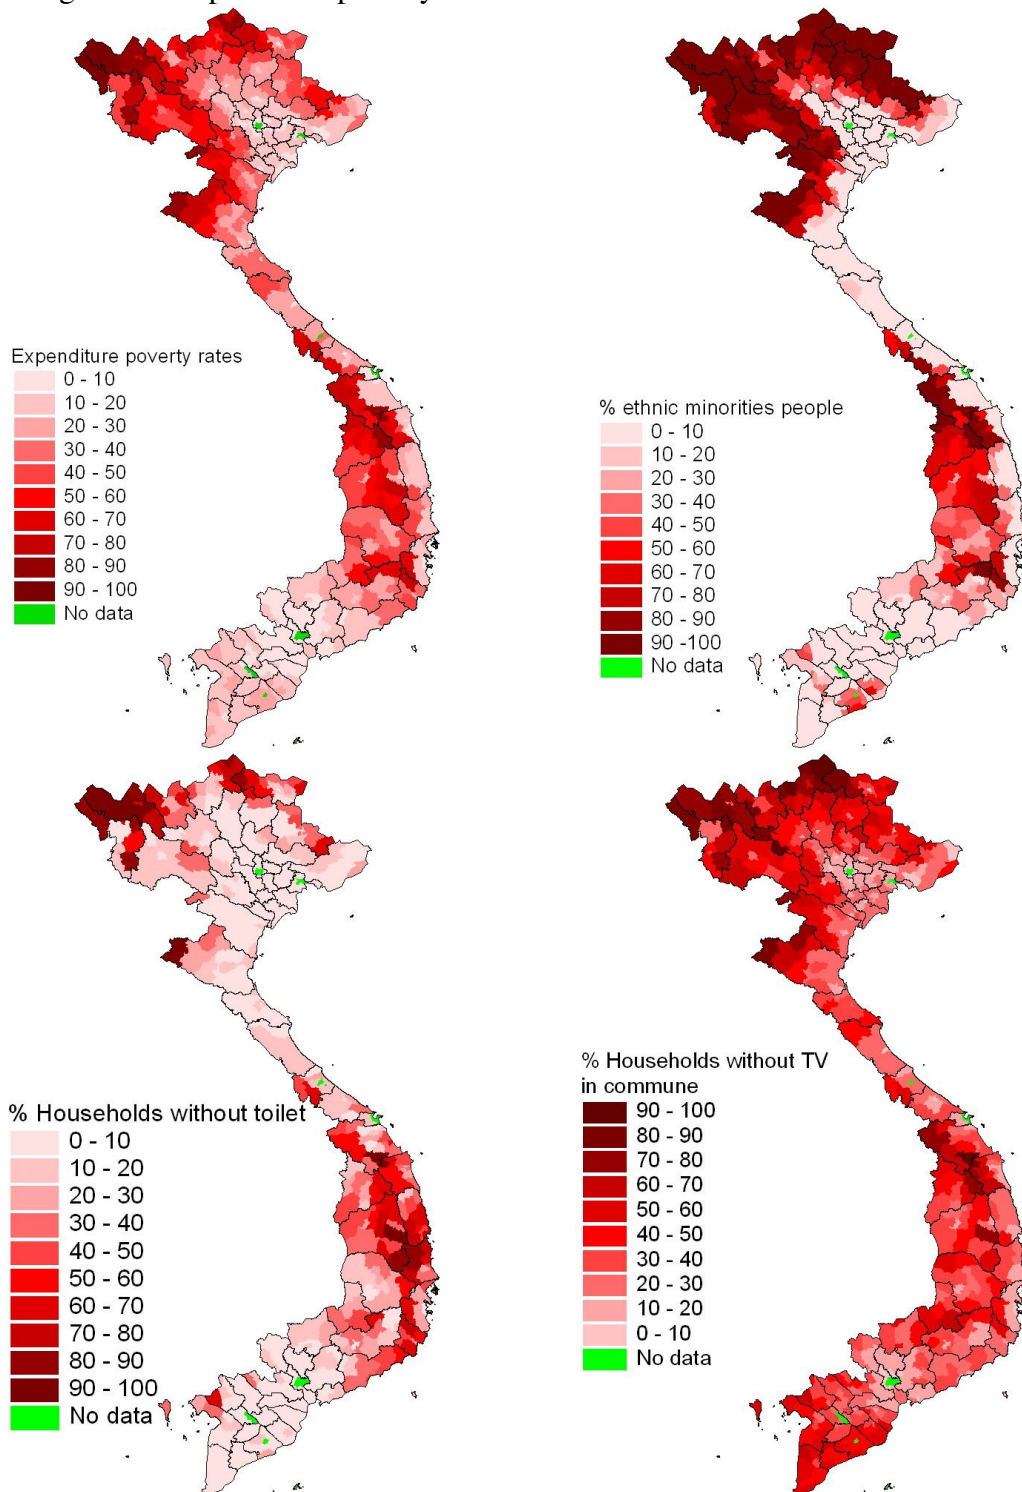 Expenditure poverty rates
0 - 10
10 - 20
20 - 30
30 - 40
40 - 50
50 - 60
60 - 70
70 - 80
80 - 90
90 - 100
No data
% ethnic minorities people
0 - 10
10 - 20
20 - 30
30 - 40
40 - 50
50 - 60
60 - 70
70 - 80
80 - 90
90 -100
No data
% Households without toilet
0 - 10
10 - 20
20 - 30
30 - 40
40 - 50
50 - 60
60 - 70
70 - 80
80 - 90
90 - 100
No data
% Households without TV
in commune
90 - 100
80 - 90
70 - 80
60 - 70
50 - 60
40 - 50
30 - 40
20 - 30
10 - 20
0 - 10
No data